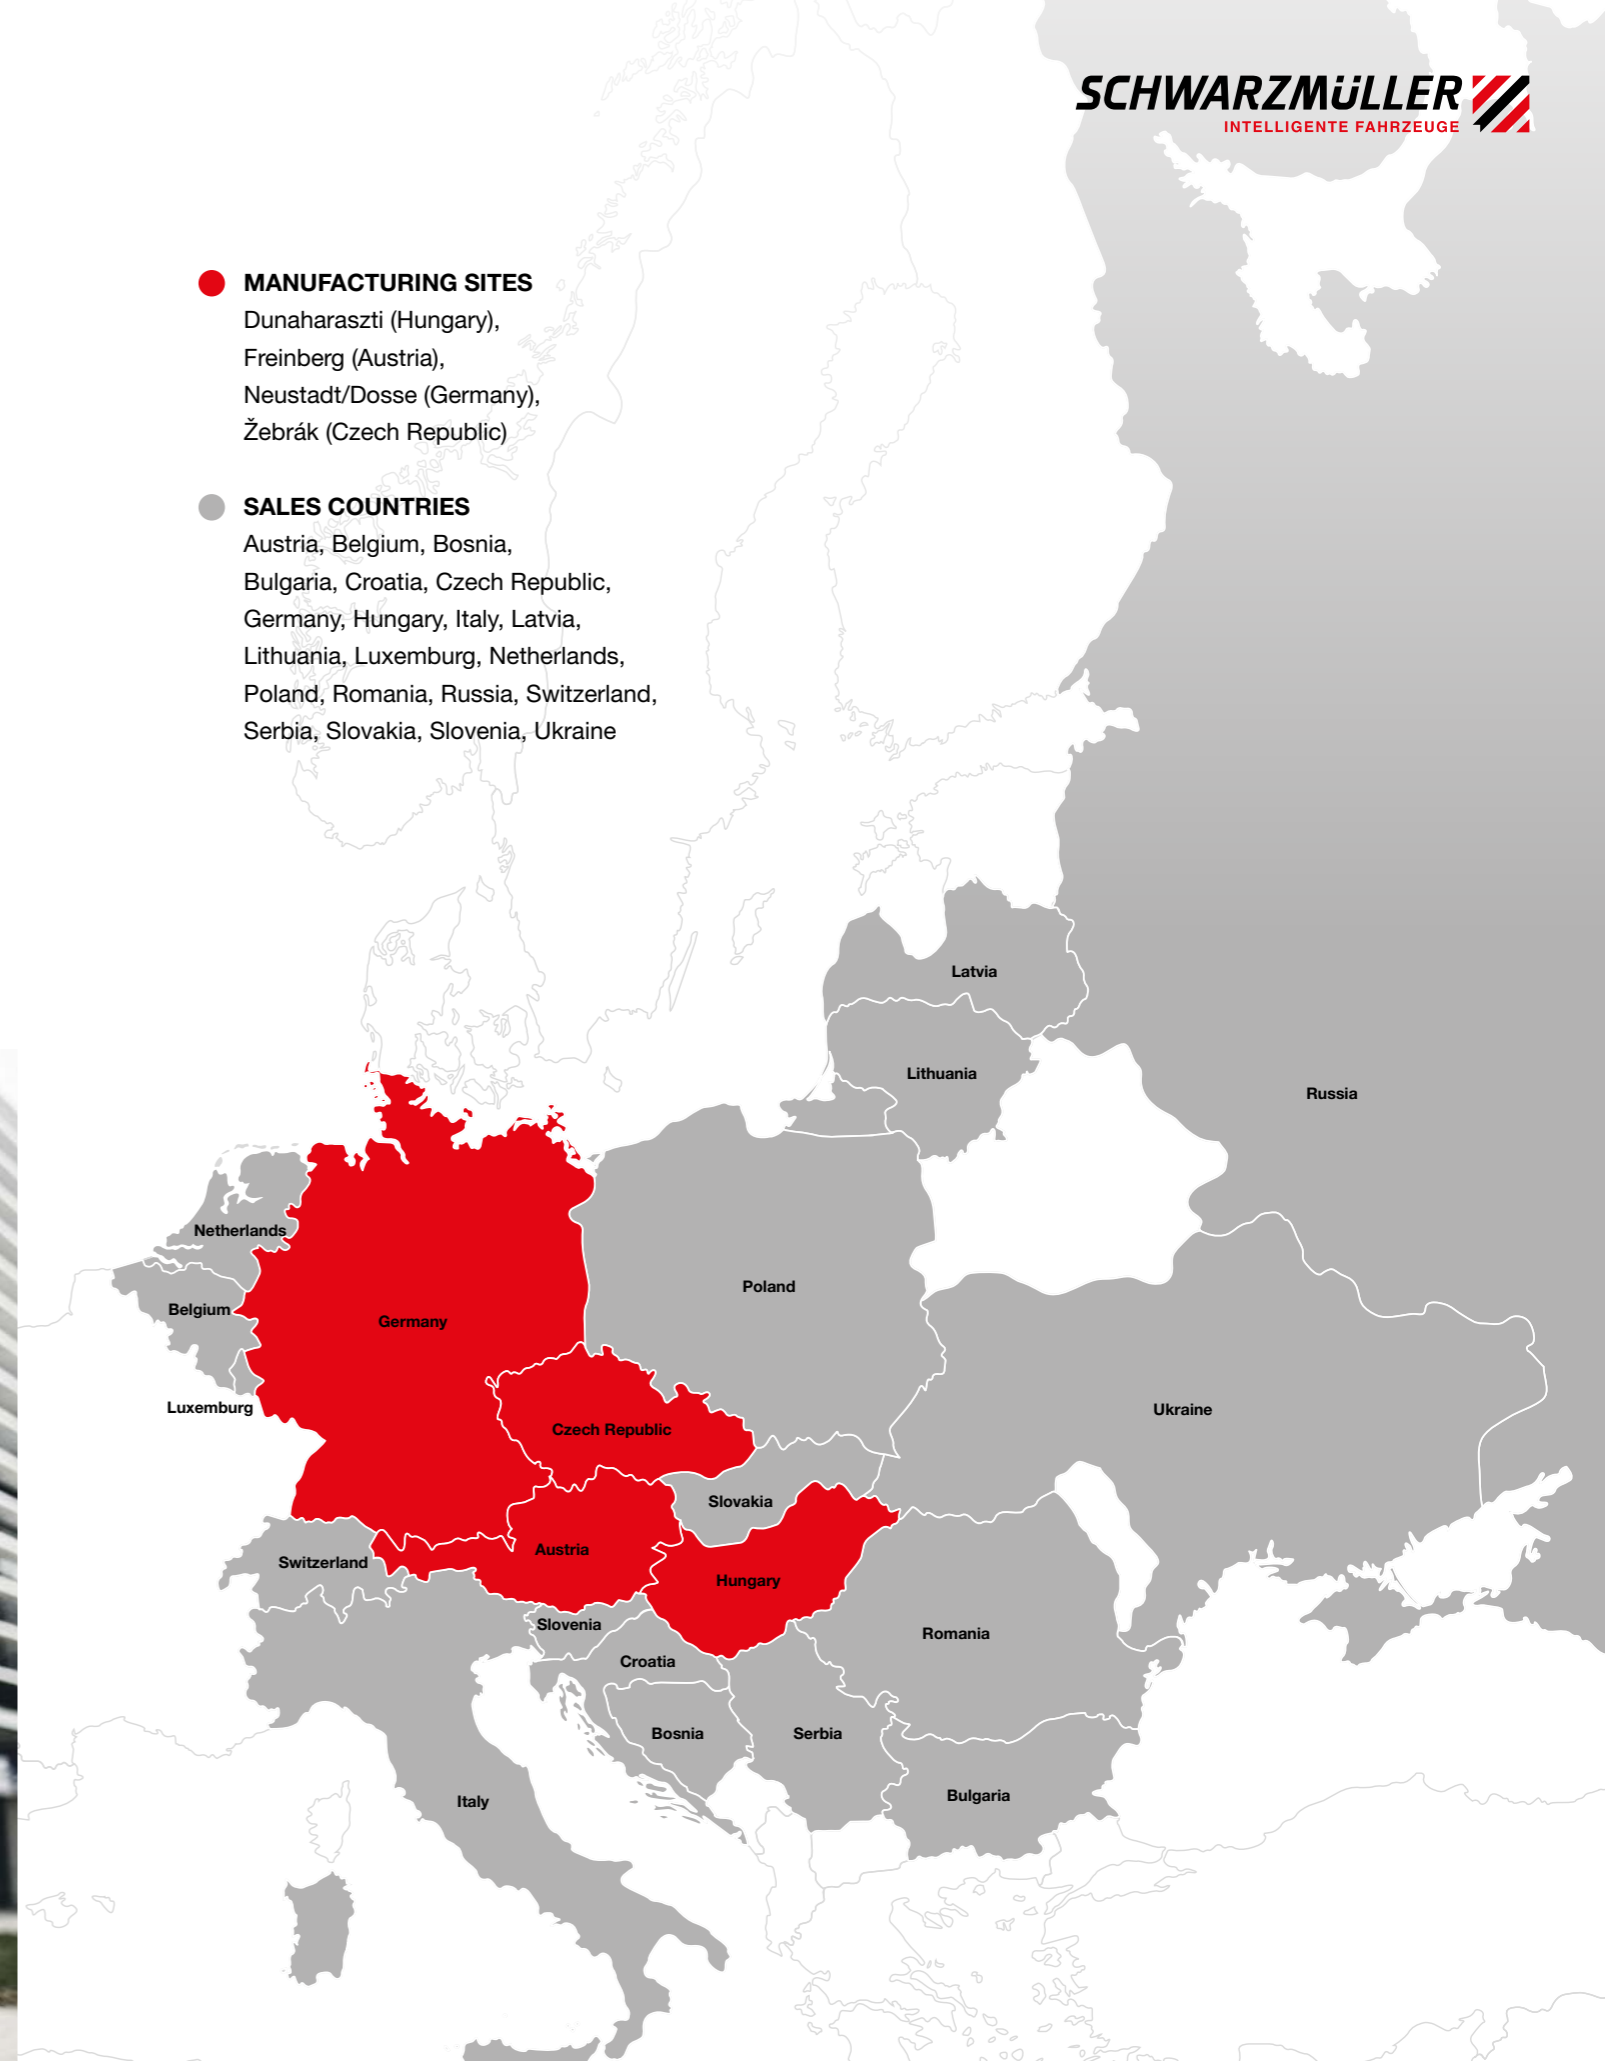 SCHWARZMÜLLER
INTELLIGENTE FAHRZEUGE
MANUFACTURING SITES
Dunaharaszti (Hungary),
Freinberg (Austria),
Neustadt/Dosse (Germany),
Žebrák (Czech Republic)
SALES COUNTRIES
Austria, Belgium, Bosnia,
Bulgaria, Croatia, Czech Republic,
Germany, Hungary, Italy, Latvia,
Lithuania, Luxemburg, Netherlands,
Poland, Romania, Russia, Switzerland,
Serbia, Slovakia, Slovenia, Ukraine
Latvia
Lithuania
Russia
Netherlands
Poland
Belgium
Germany
Luxemburg
Ukraine
Czech Republic
Slovakia
Austria
Switzerland
Hungary
Slovenia
Romania
Croatia
Bosnia
Serbia
Bulgaria
Italy